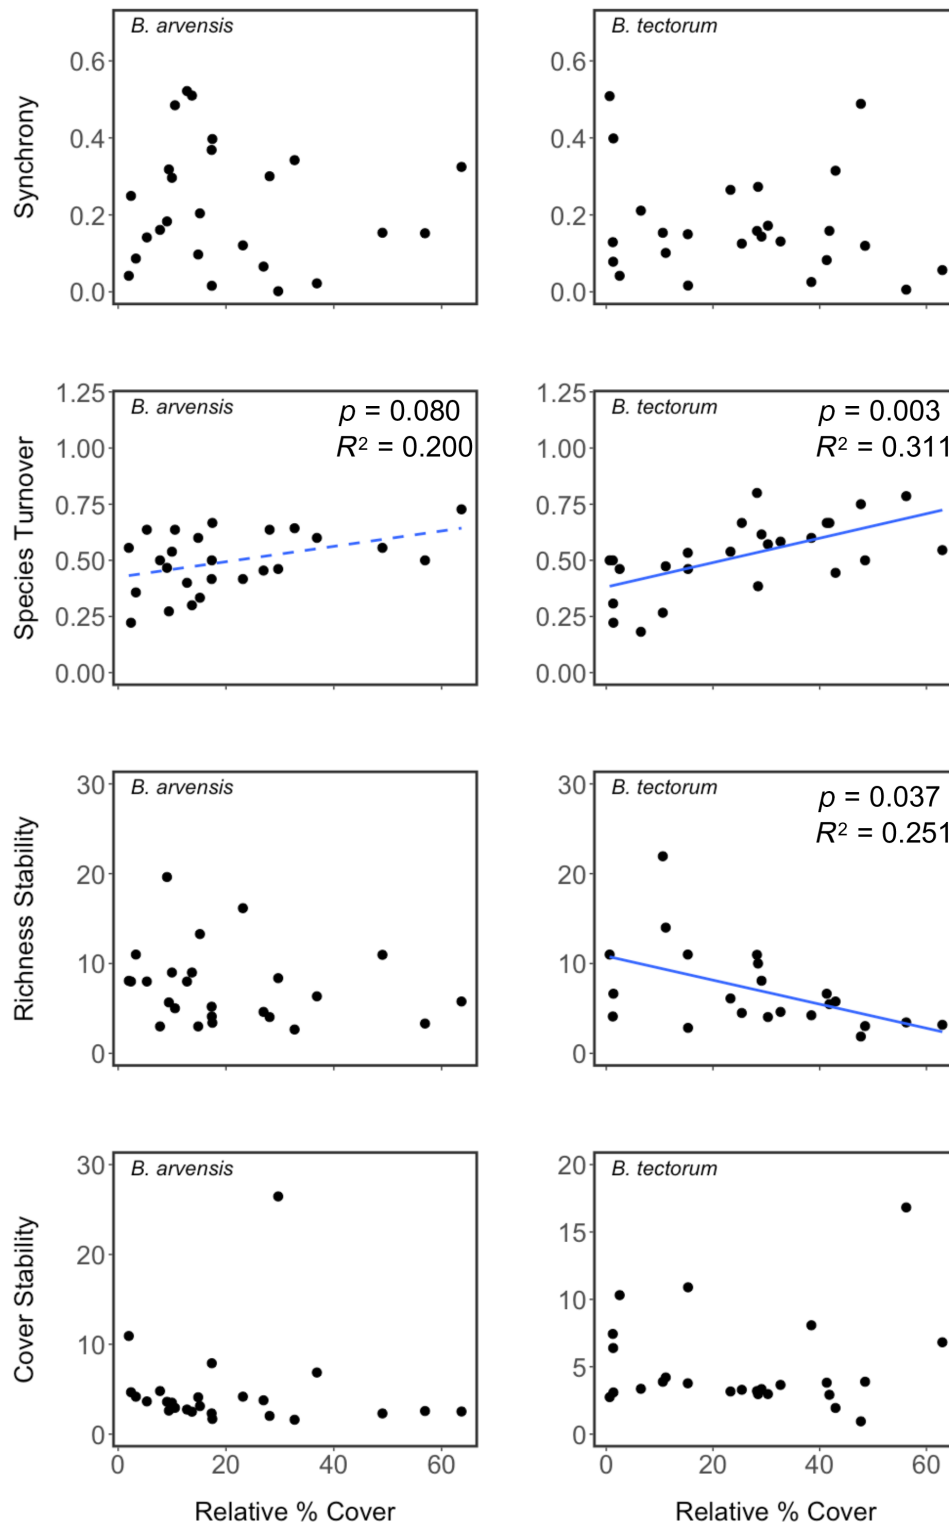 B. arvensis
B. tectorum
Synchrony
0.6
0.4
0.2
0.0
0.6
0.4
0.2
0.0
B. arvensis
p = 0.080
R² = 0.200
B. tectorum
p = 0.003
R² = 0.311
Species Turnover
1.25
1.00
0.75
0.50
0.25
0.00
1.25
1.00
0.75
0.50
0.25
0.00
B. arvensis
B. tectorum
p = 0.037
R² = 0.251
Richness Stability
30
20
10
0
30
20
10
0
B. arvensis
B. tectorum
Cover Stability
30
20
10
0
20
15
10
5
0
0 20 40 60
0 20 40 60
Relative % Cover
Relative % Cover